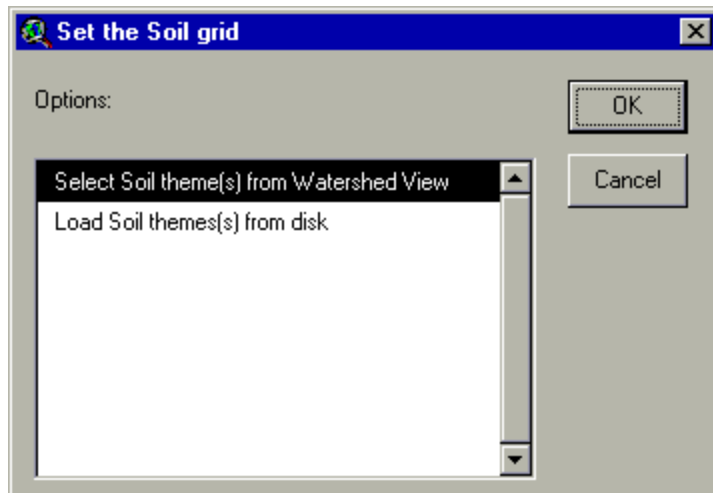 Set the Soil grid
Options:
OK
Select Soil theme(s) from Watershed View
Cancel
Load Soil themes(s) from disk